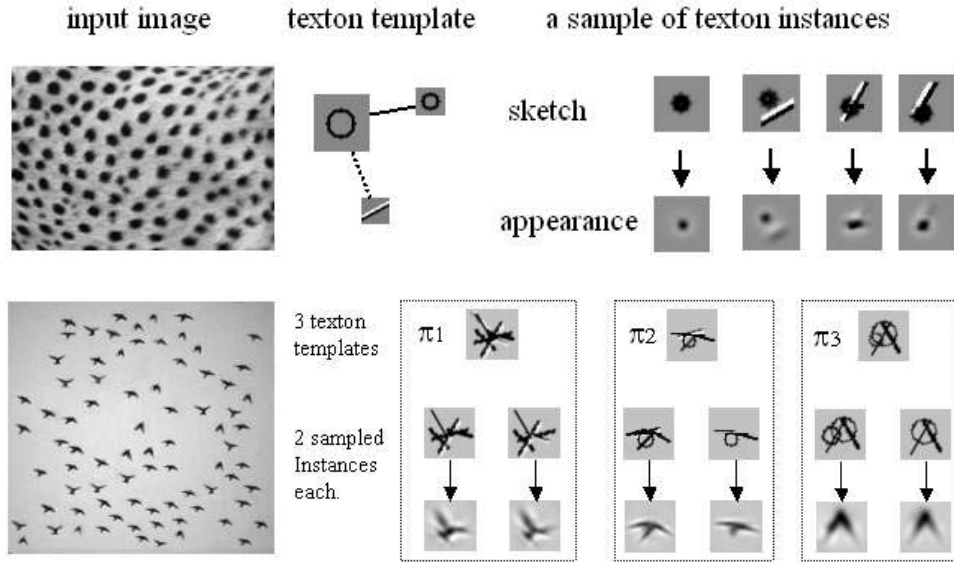 input image texton template a sample of texton instances
sketch
appearance
3 texton
templates
π1 π2 π3
2 sampled
Instances
each.